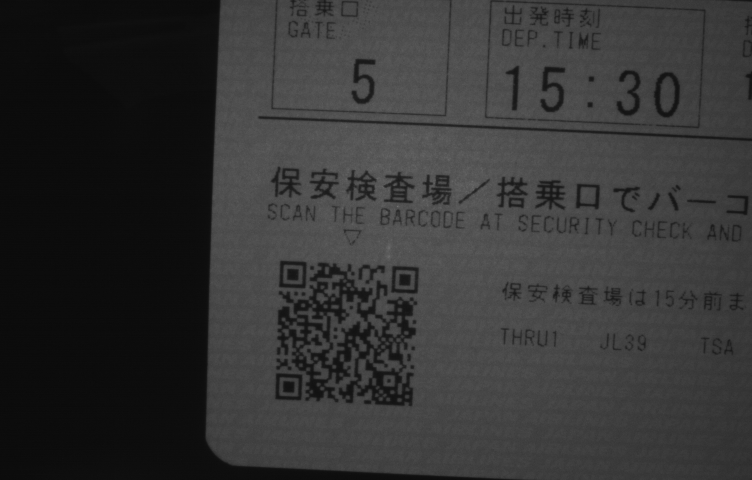 搭乗口
GATE
5
出発時刻
DEP.TIME
15:30
保安検査場/搭乗口でバーコ
SCAN THE BARCODE AT SECURITY CHECK AND
▽
保安検査場は15分前ま
THRU1 JL39 TSA